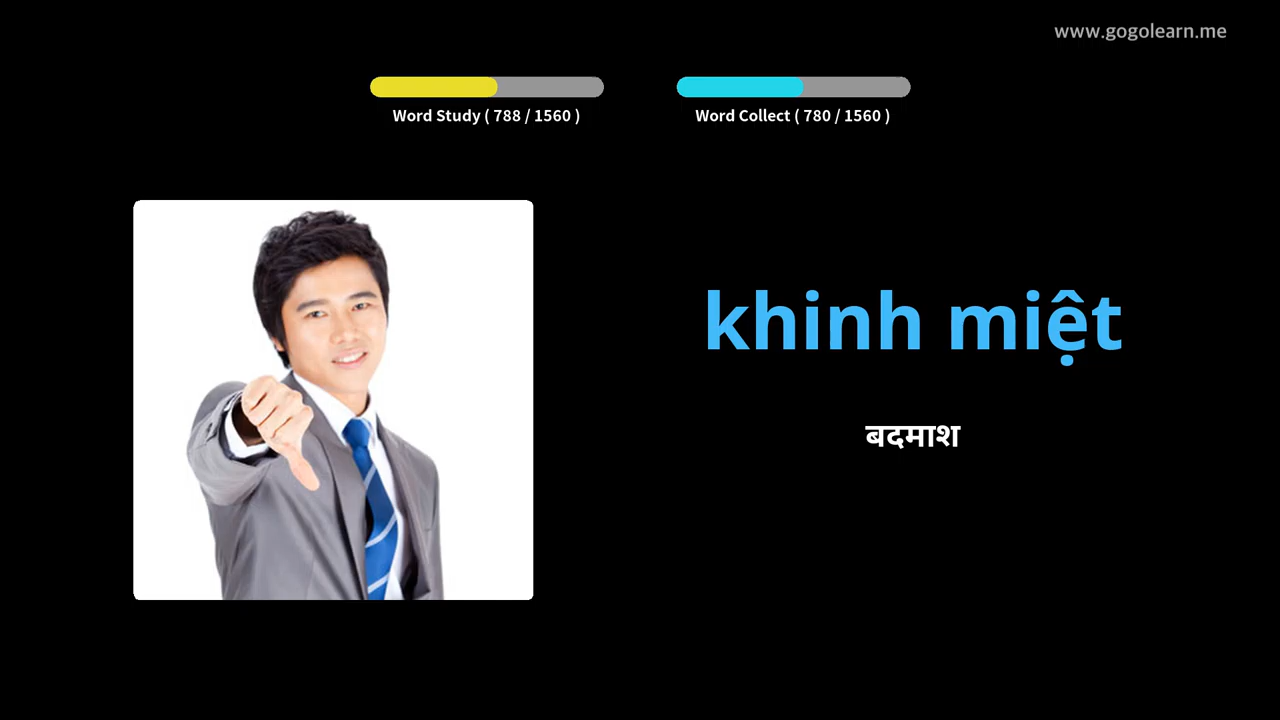 www.gogolearn.me
Word Study ( 788 / 1560 )
Word Collect ( 780 / 1560 )
khinh miệt
बदमाश